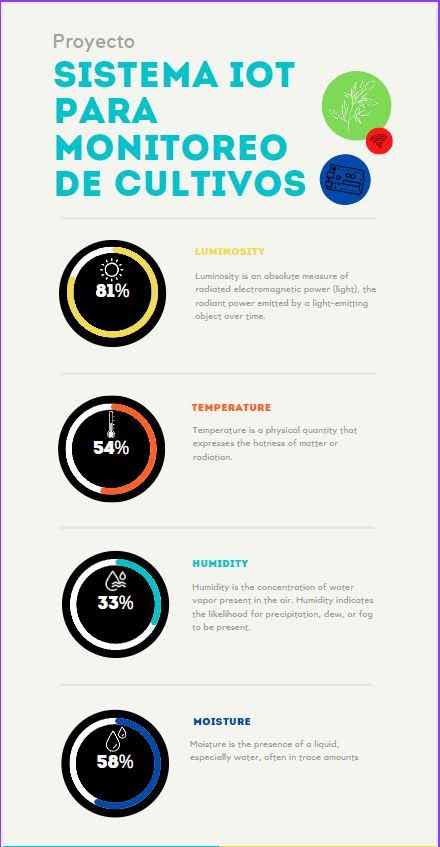 Proyecto
SISTEMA IOT
PARA
MONITOREO
DE CULTIVOS
81%
LUMINOSITY
Luminosity is an absolute measure of
radiated electromagnetic power (light), the
radiant power emitted by a light-emitting
object over time.
54%
TEMPERATURE
Temperature is a physical quantity that
expresses the hotness of matter or
radiation.
33%
HUMIDITY
Humidity is the concentration of water
vapor present in the air. Humidity indicates
the likelihood for precipitation, dew, or fog
to be present.
58%
MOISTURE
Moisture is the presence of a liquid,
especially water, often in trace amounts